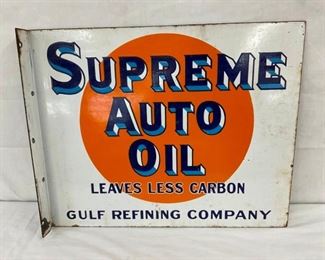 SUPREME
AUTO
OIL
LEAVES LESS CARBON
GULF REFINING COMPANY